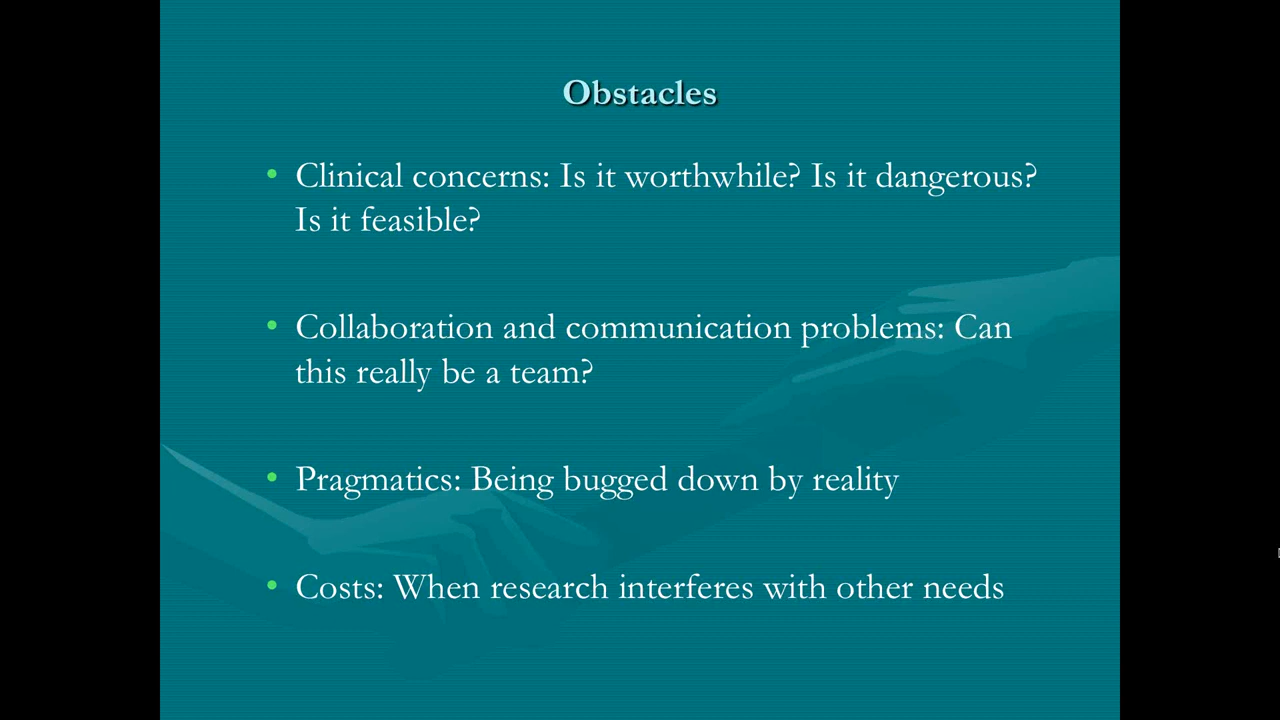 Obstacles
• Clinical concerns: Is it worthwhile? Is it dangerous?
Is it feasible?
• Collaboration and communication problems: Can
this really be a team?
• Pragmatics: Being bugged down by reality
• Costs: When research interferes with other needs